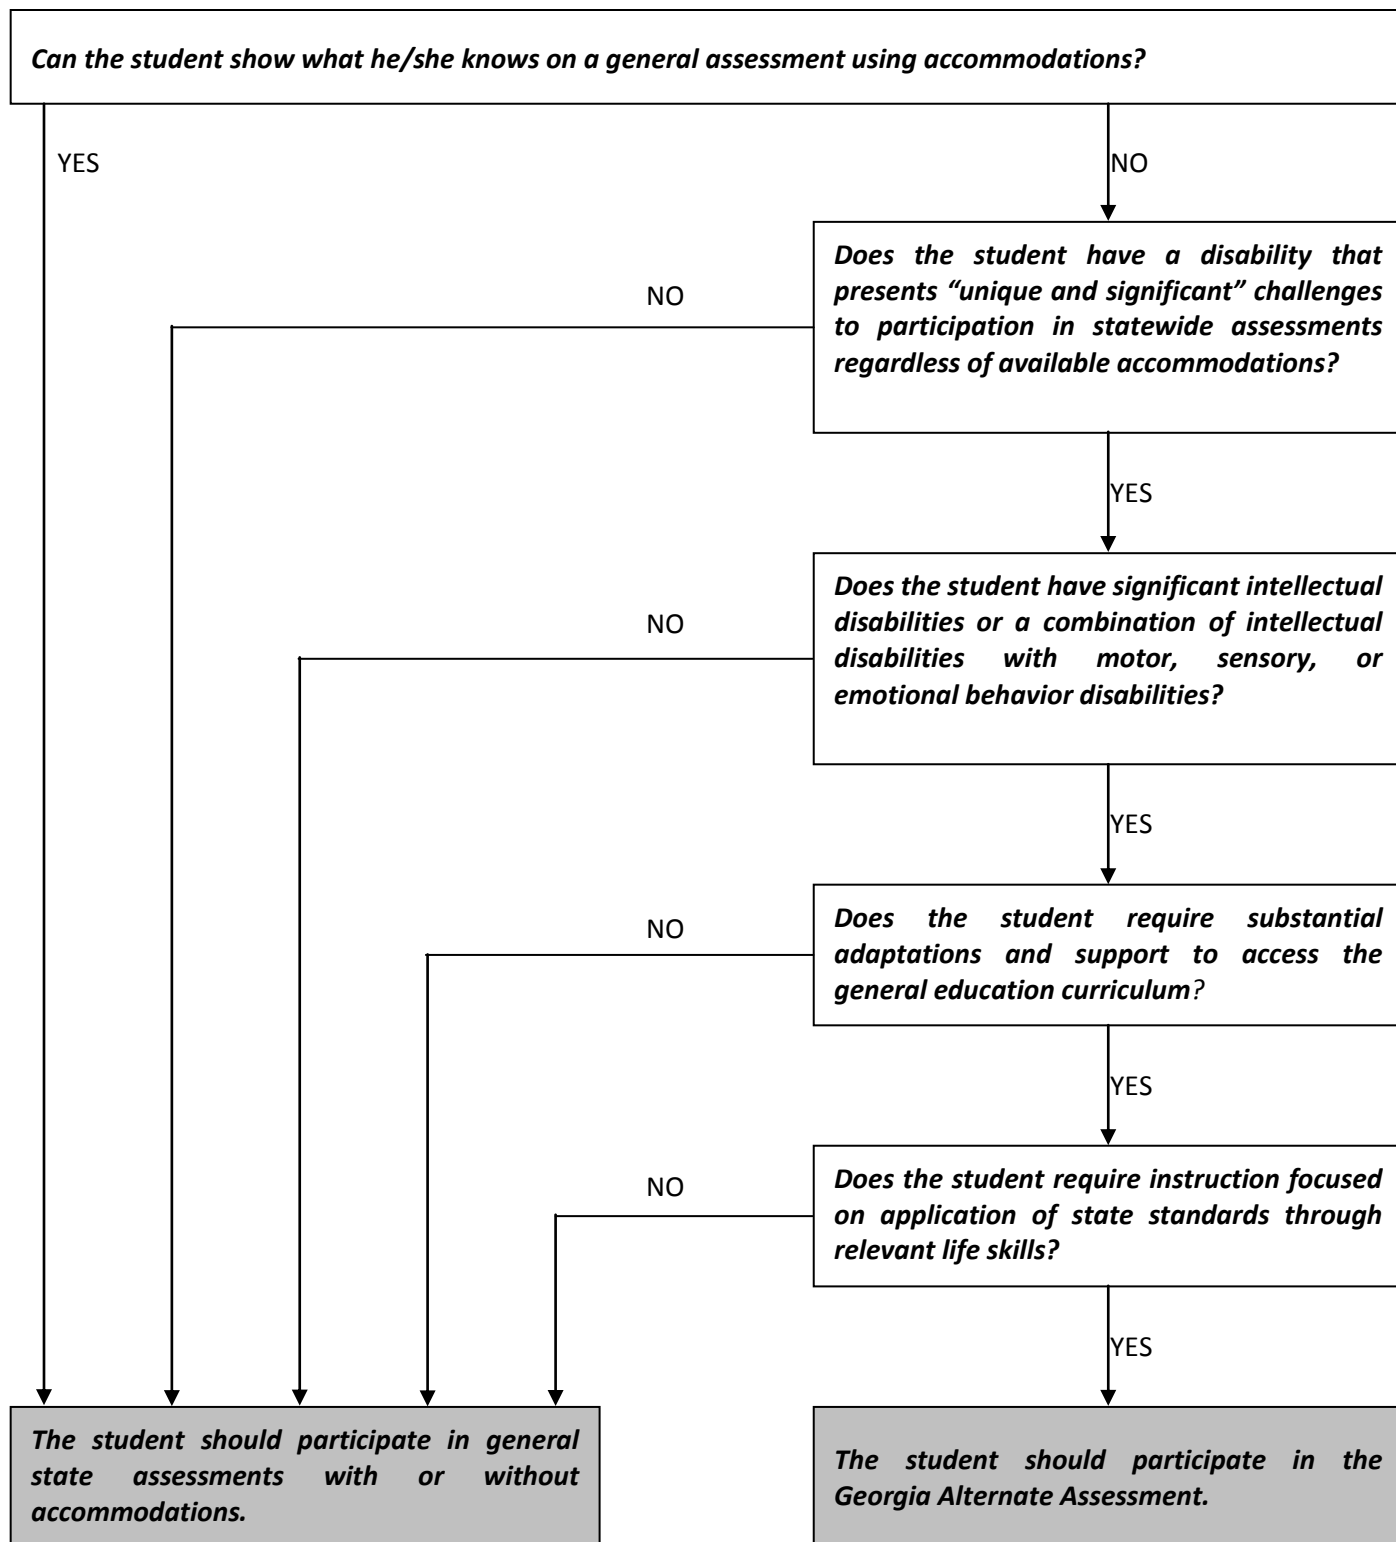 Can the student show what he/she knows on a general assessment using accommodations?
YES
NO
Does the student have a disability that
presents “unique and significant” challenges
to participation in statewide assessments
regardless of available accommodations?
NO
YES
Does the student have significant intellectual
disabilities or a combination of intellectual
disabilities with motor, sensory, or
emotional behavior disabilities?
NO
YES
Does the student require substantial
adaptations and support to access the
general education curriculum?
NO
YES
Does the student require instruction focused
on application of state standards through
relevant life skills?
NO
YES
The student should participate in general
state assessments with or without
accommodations.
The student should participate in the
Georgia Alternate Assessment.